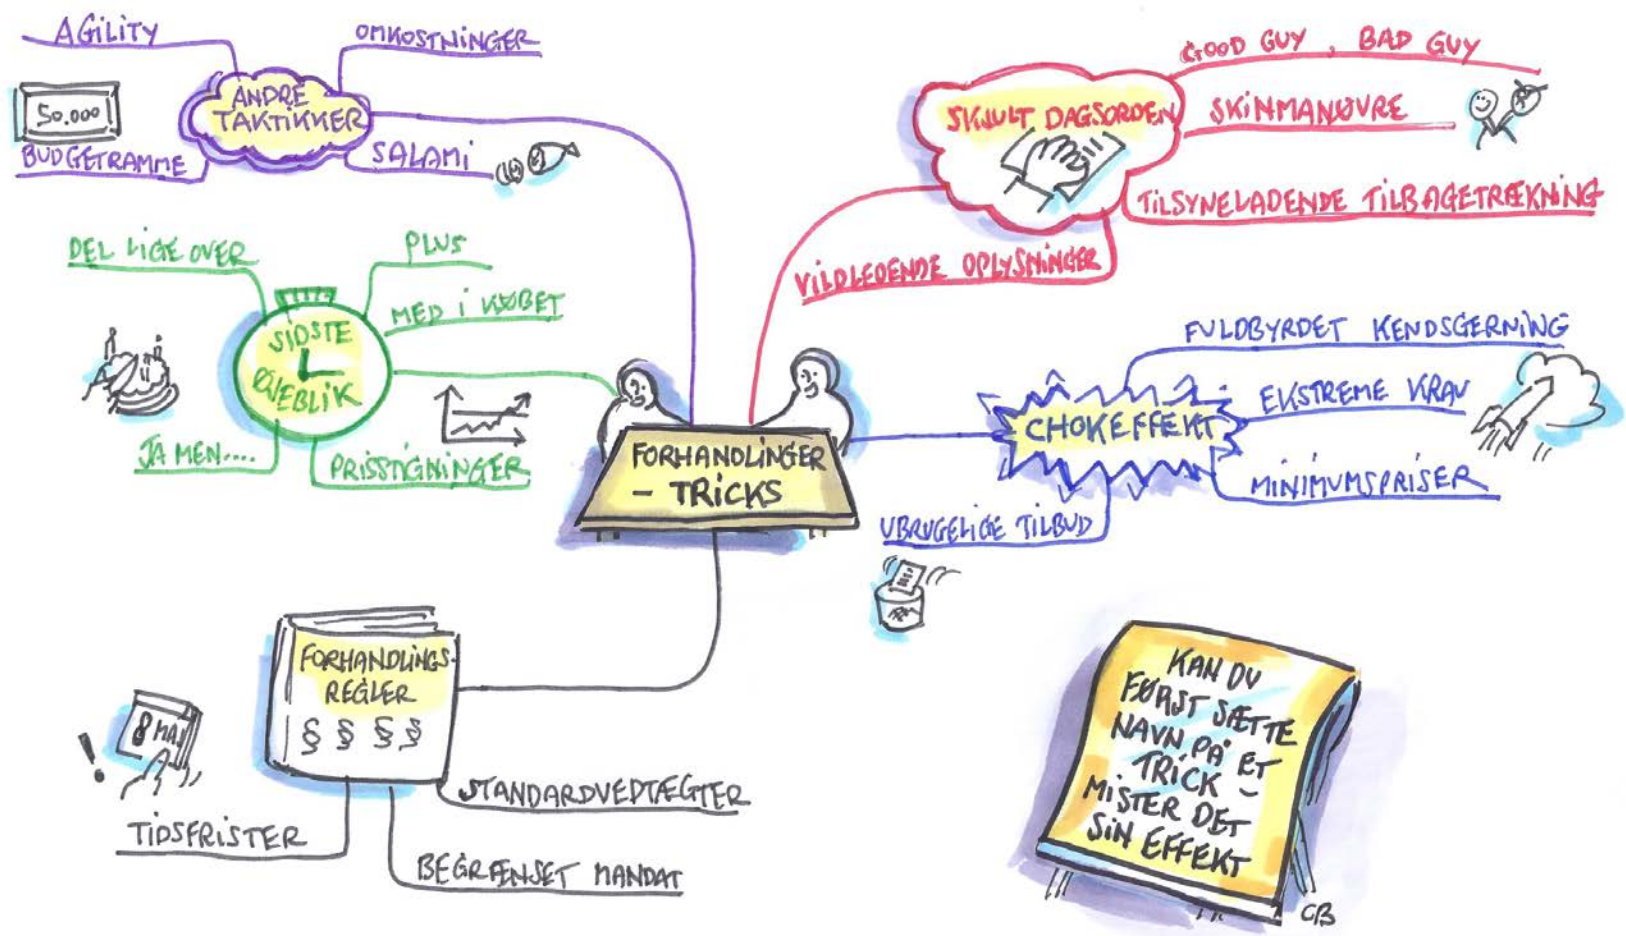 AGILITY
OMKOSTNINGER
ANDRE
TAKTIKKER
50.000
BUDGETRAMME
SALAMI
GOOD GUY, BAD GUY
SKJULT DAGSORDEN
SKINMANØVRE
TILSYNELADENDE TILBAGETRÆKNING
VILDLEDENDE OPLYSNINGER
DEL LIGE OVER
PLUS
MED I KØBET
SIDSTE
ØJEBLIK
JA MEN....
PRISSTIGNINGER
FORHANDLINGER
- TRICKS
FULDBYRDET KENDSGERNING
EKSTREME KRAV
CHOKEFFEKT
MINIMUMSPRISER
UBRUGELIGE TILBUD
FORHANDLINGS-
REGLER
§ § § §
8 MAJ
!
STANDARDVEDTÆGTER
TIDSFRISTER
BEGRÆNSET MANDAT
KAN DU
FØRST SÆTTE
NAVN PÅ ET
TRICK -
MISTER DET
SIN EFFEKT
CB